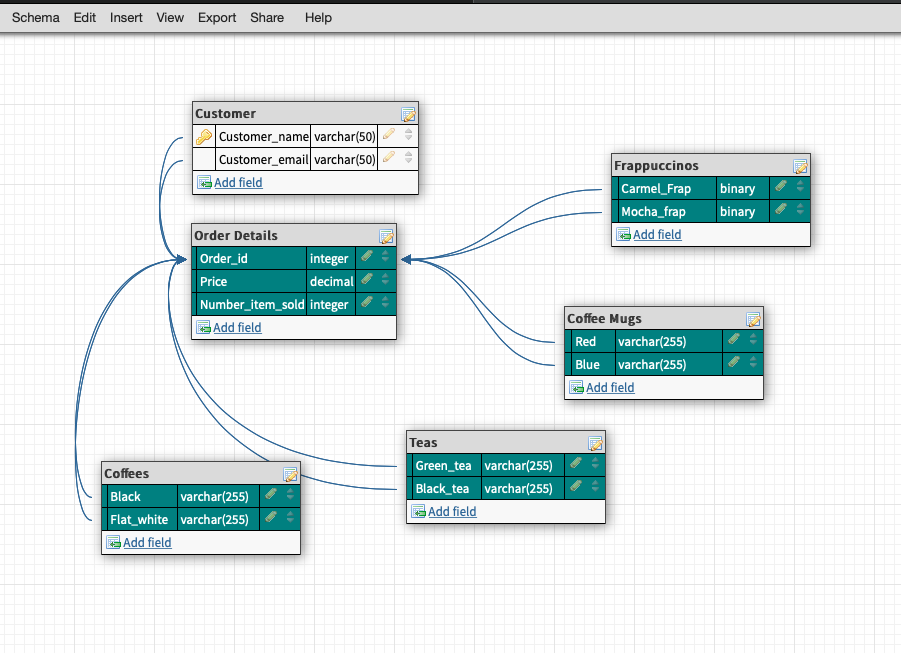 Schema Edit Insert View Export Share Help
Customer
Customer_name varchar(50)
Customer_email varchar(50)
Add field
Order Details
Order_id integer
Price decimal
Number_item_sold integer
Add field
Frappuccinos
Carmel_Frap binary
Mocha_frap binary
Add field
Coffee Mugs
Red varchar(255)
Blue varchar(255)
Add field
Teas
Green_tea varchar(255)
Black_tea varchar(255)
Add field
Coffees
Black varchar(255)
Flat_white varchar(255)
Add field